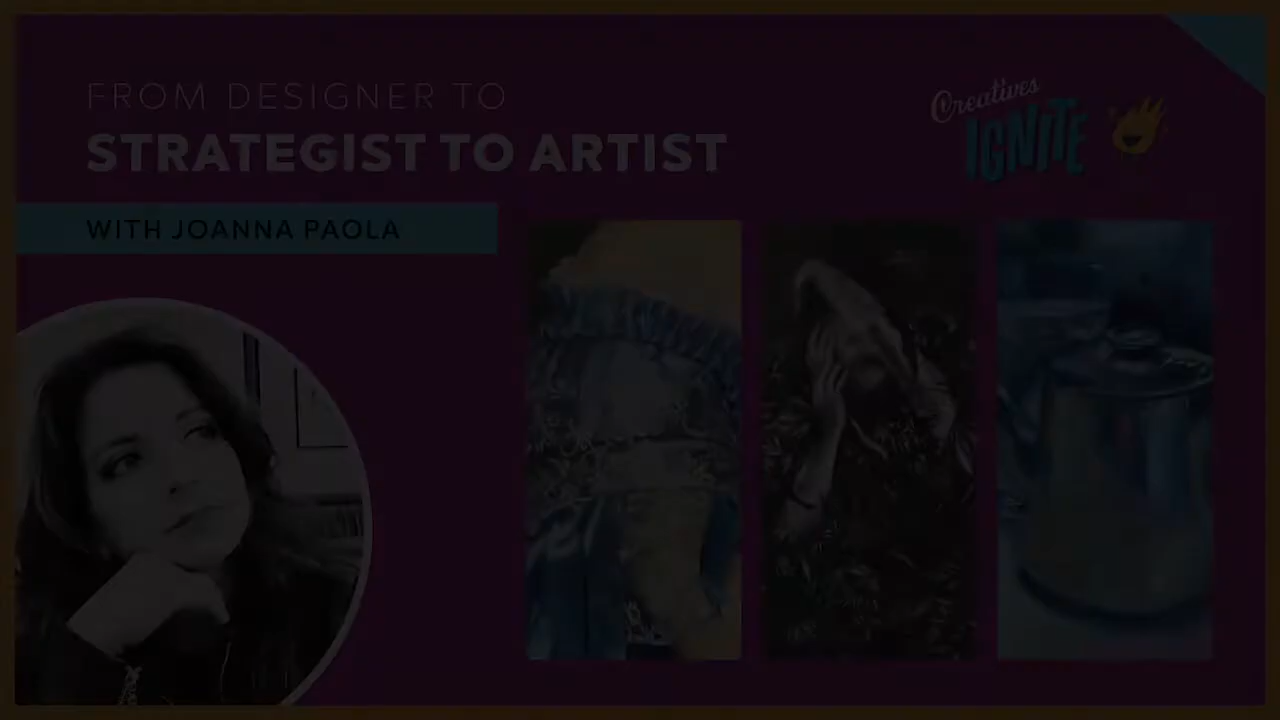 FROM DESIGNER TO
STRATEGIST TO ARTIST
WITH JOANNA PAOLA
Creatives
IGNITE